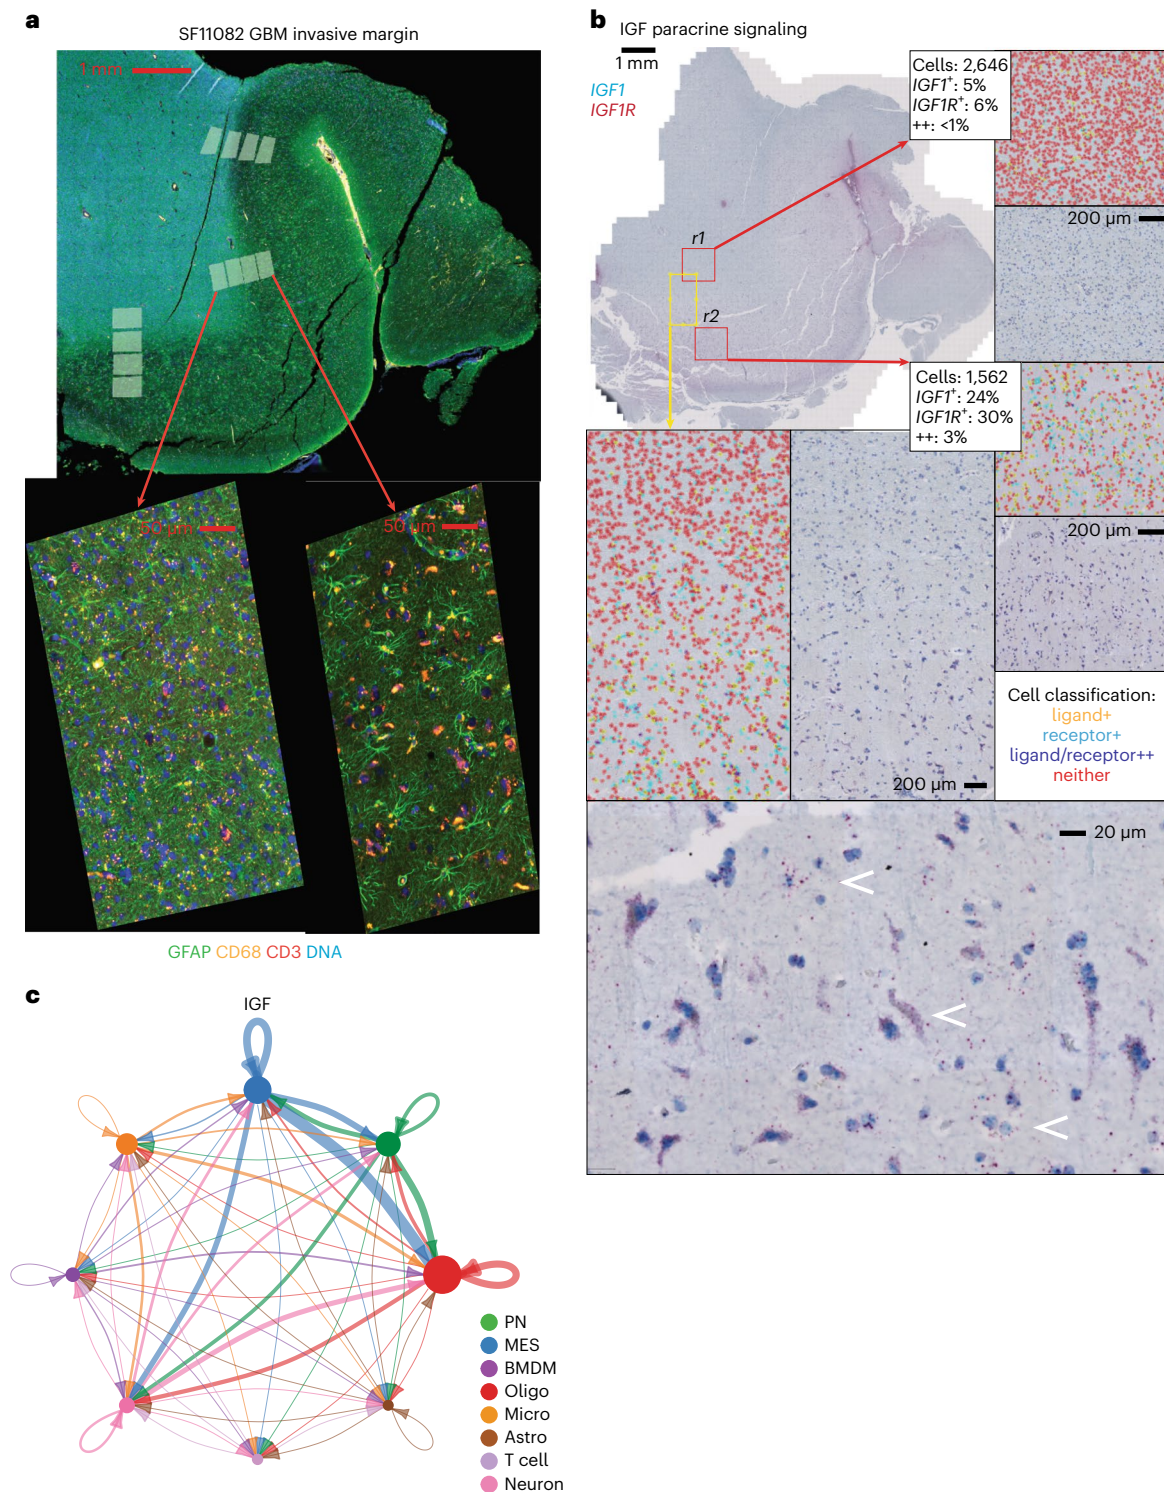 a
SF11082 GBM invasive margin
1 mm
50 µm
50 µm
GFAP CD68 CD3 DNA
b
IGF paracrine signaling
1 mm
IGF1
IGF1R
r1
r2
Cells: 2,646
IGF1+: 5%
IGF1R+: 6%
++: <1%
200 µm
Cells: 1,562
IGF1+: 24%
IGF1R+: 30%
++: 3%
200 µm
Cell classification:
ligand+
receptor+
ligand/receptor++
neither
200 µm
20 µm
c
IGF
PN
MES
BMDM
Oligo
Micro
Astro
T cell
Neuron